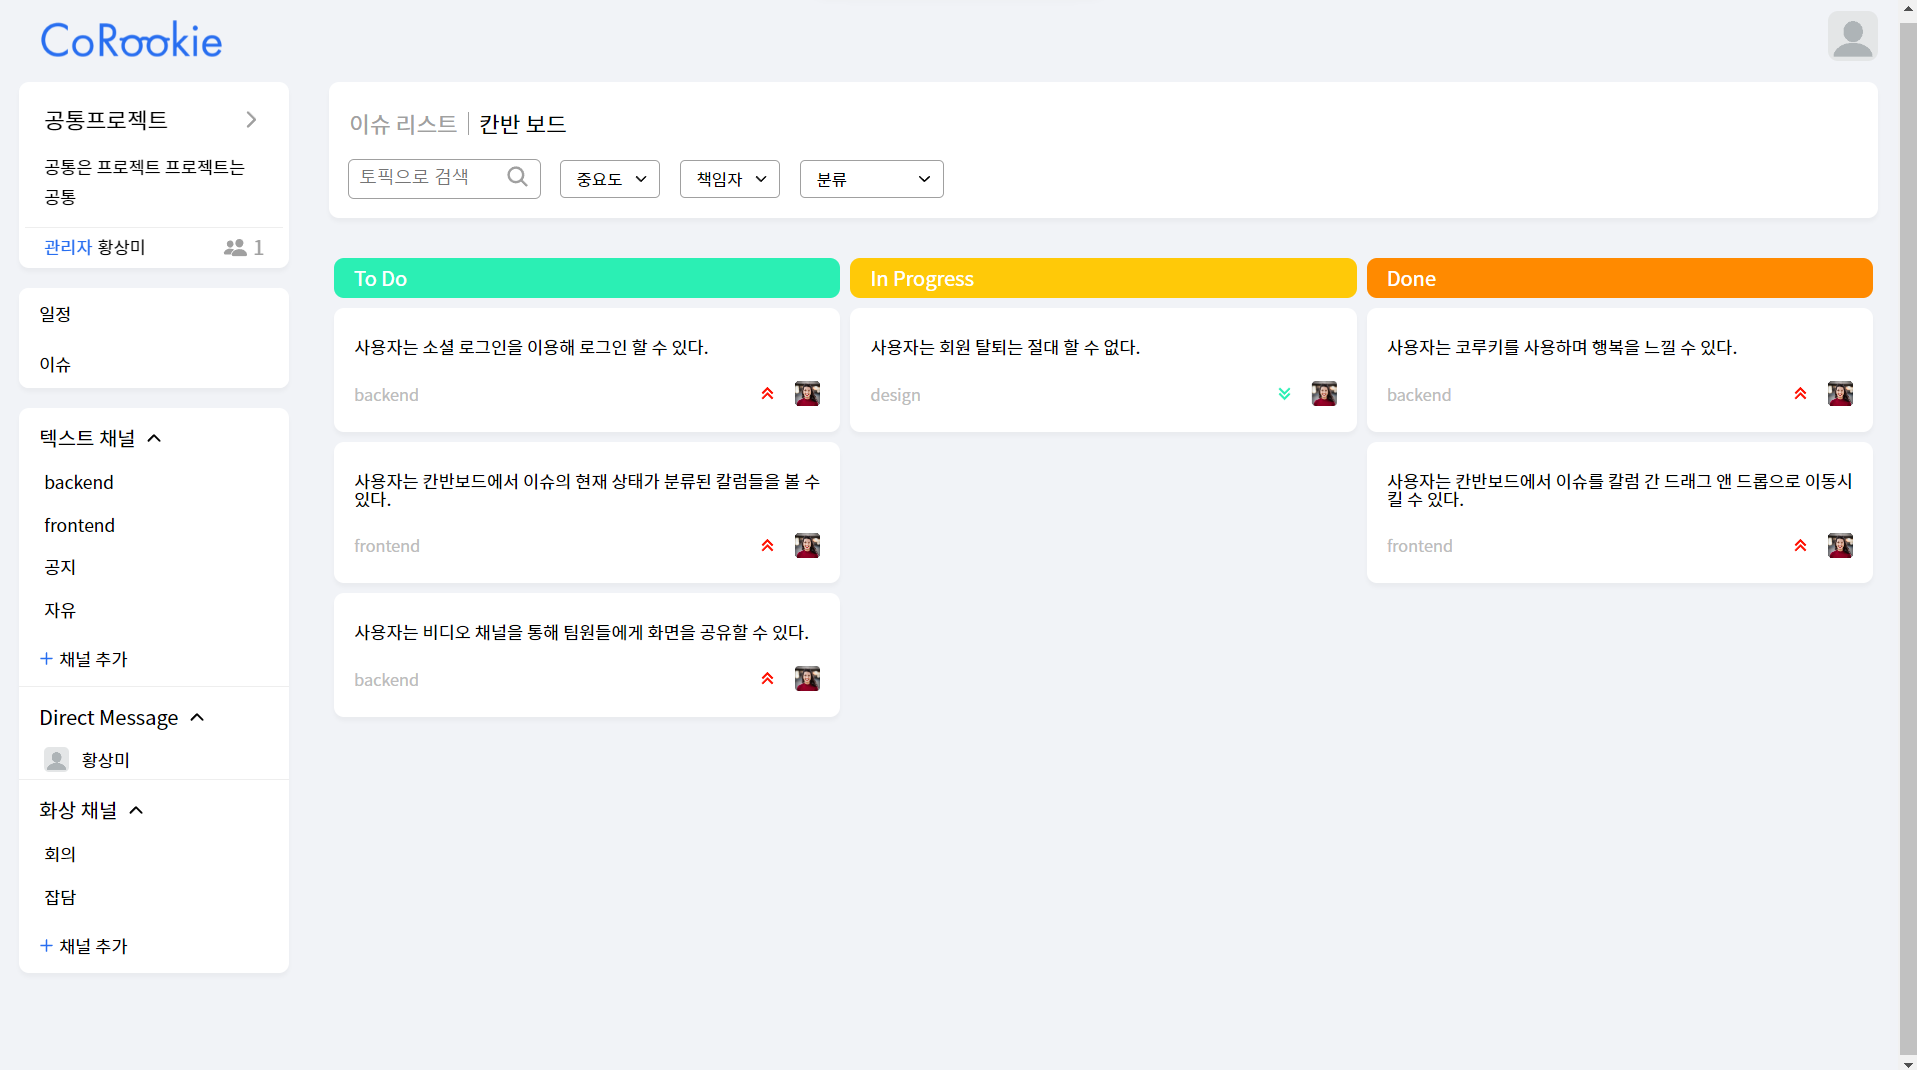 CoRookie
공통프로젝트
공통은 프로젝트 프로젝트는
공통
관리자 황상미 1
일정
이슈
텍스트 채널
backend
frontend
공지
자유
+ 채널 추가
Direct Message
황상미
화상 채널
회의
잡담
+ 채널 추가
이슈 리스트 | 칸반 보드
토픽으로 검색
중요도
책임자
분류
To Do
사용자는 소셜 로그인을 이용해 로그인 할 수 있다.
backend
사용자는 칸반보드에서 이슈의 현재 상태가 분류된 칼럼들을 볼 수
있다.
frontend
사용자는 비디오 채널을 통해 팀원들에게 화면을 공유할 수 있다.
backend
In Progress
사용자는 회원 탈퇴는 절대 할 수 없다.
design
Done
사용자는 코루키를 사용하며 행복을 느낄 수 있다.
backend
사용자는 칸반보드에서 이슈를 칼럼 간 드래그 앤 드롭으로 이동시
킬 수 있다.
frontend